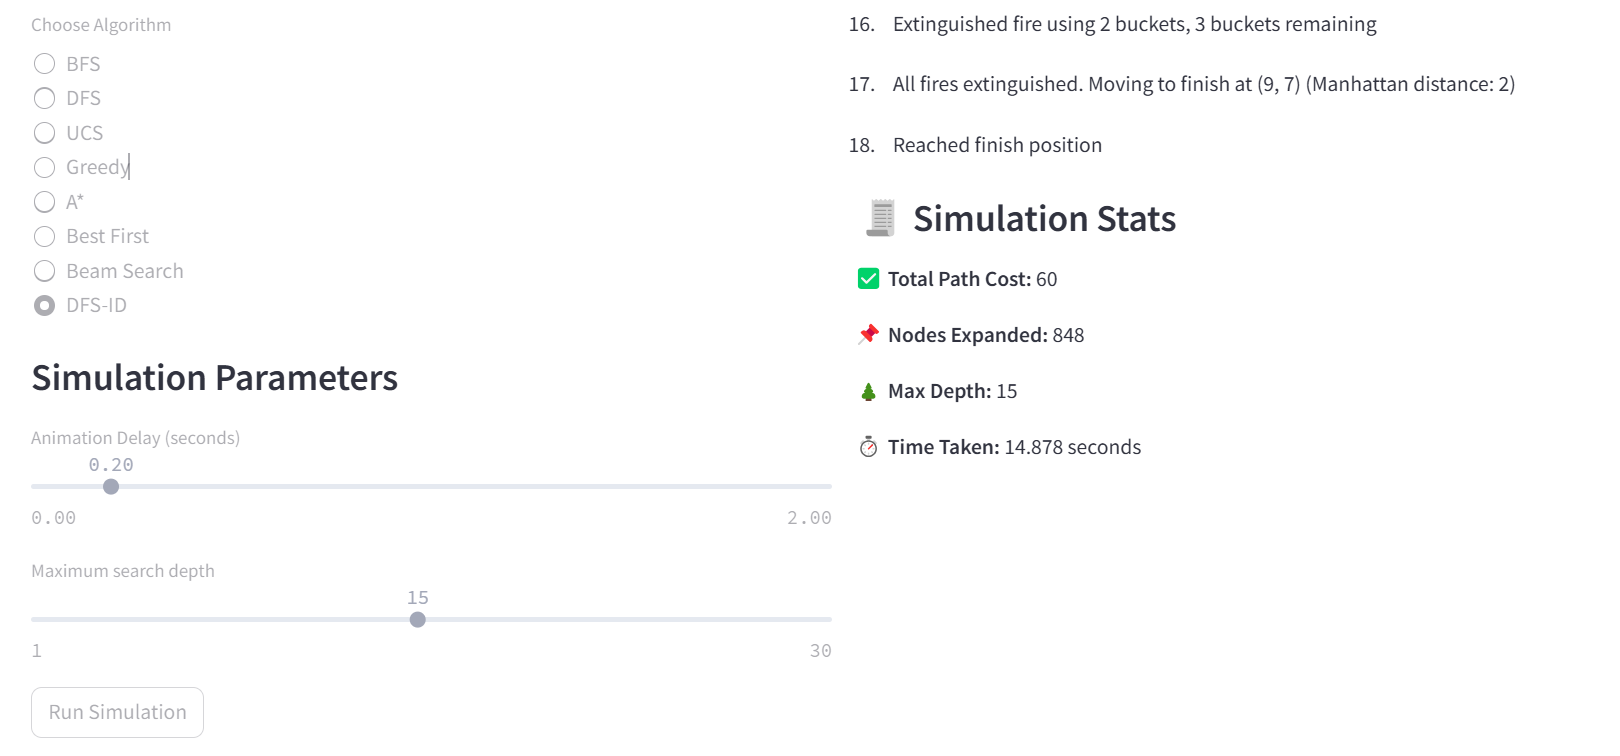 Choose Algorithm
BFS
DFS
UCS
Greedy
A*
Best First
Beam Search
DFS-ID
Simulation Parameters
Animation Delay (seconds)
0.20
0.00 2.00
Maximum search depth
15
1 30
Run Simulation
16. Extinguished fire using 2 buckets, 3 buckets remaining
17. All fires extinguished. Moving to finish at (9, 7) (Manhattan distance: 2)
18. Reached finish position
Simulation Stats
Total Path Cost: 60
Nodes Expanded: 848
Max Depth: 15
Time Taken: 14.878 seconds